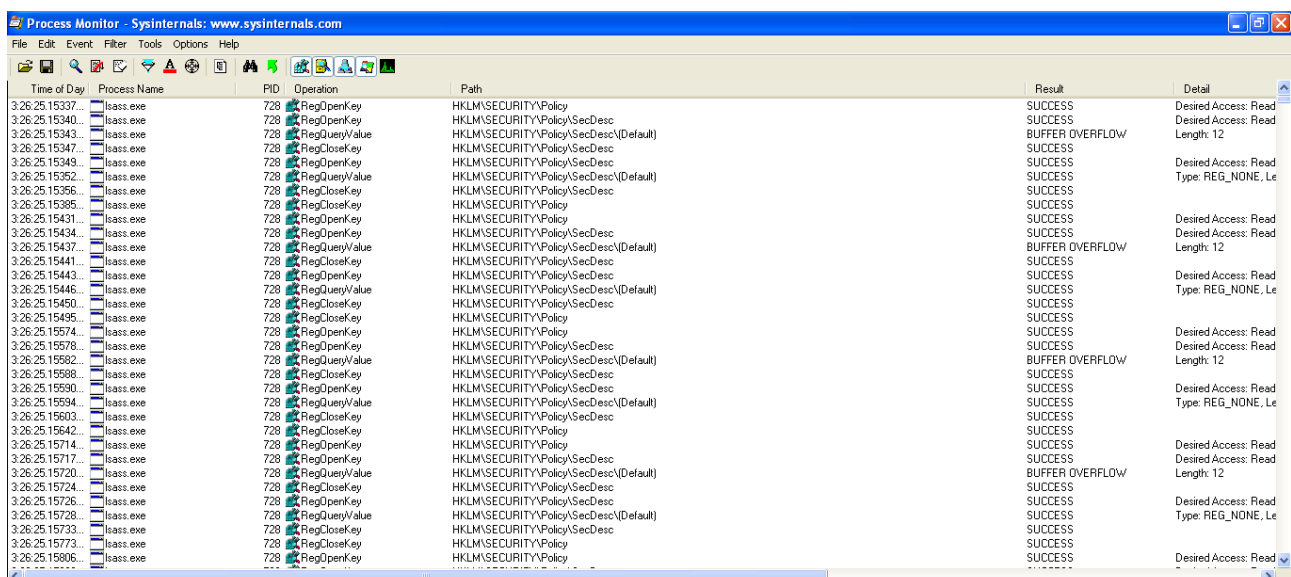 Process Monitor - Sysinternals: www.sysinternals.com
File Edit Event Filter Tools Options Help
Time of Day Process Name PID Operation Path Result Detail
3:26:25.15337... lsass.exe 728 RegOpenKey HKLM\SECURITY\Policy SUCCESS Desired Access: Read
3:26:25.15340... lsass.exe 728 RegOpenKey HKLM\SECURITY\Policy\SecDesc SUCCESS Desired Access: Read
3:26:25.15343... lsass.exe 728 RegQueryValue HKLM\SECURITY\Policy\SecDesc\(Default) BUFFER OVERFLOW Length: 12
3:26:25.15347... lsass.exe 728 RegCloseKey HKLM\SECURITY\Policy\SecDesc SUCCESS
3:26:25.15349... lsass.exe 728 RegOpenKey HKLM\SECURITY\Policy\SecDesc SUCCESS Desired Access: Read
3:26:25.15352... lsass.exe 728 RegQueryValue HKLM\SECURITY\Policy\SecDesc\(Default) SUCCESS Type: REG_NONE, Le
3:26:25.15356... lsass.exe 728 RegCloseKey HKLM\SECURITY\Policy\SecDesc SUCCESS
3:26:25.15385... lsass.exe 728 RegCloseKey HKLM\SECURITY\Policy SUCCESS
3:26:25.15431... lsass.exe 728 RegOpenKey HKLM\SECURITY\Policy SUCCESS Desired Access: Read
3:26:25.15434... lsass.exe 728 RegOpenKey HKLM\SECURITY\Policy\SecDesc SUCCESS Desired Access: Read
3:26:25.15437... lsass.exe 728 RegQueryValue HKLM\SECURITY\Policy\SecDesc\(Default) BUFFER OVERFLOW Length: 12
3:26:25.15441... lsass.exe 728 RegCloseKey HKLM\SECURITY\Policy\SecDesc SUCCESS
3:26:25.15443... lsass.exe 728 RegOpenKey HKLM\SECURITY\Policy\SecDesc SUCCESS Desired Access: Read
3:26:25.15446... lsass.exe 728 RegQueryValue HKLM\SECURITY\Policy\SecDesc\(Default) SUCCESS Type: REG_NONE, Le
3:26:25.15450... lsass.exe 728 RegCloseKey HKLM\SECURITY\Policy\SecDesc SUCCESS
3:26:25.15495... lsass.exe 728 RegCloseKey HKLM\SECURITY\Policy SUCCESS
3:26:25.15574... lsass.exe 728 RegOpenKey HKLM\SECURITY\Policy SUCCESS Desired Access: Read
3:26:25.15578... lsass.exe 728 RegOpenKey HKLM\SECURITY\Policy\SecDesc SUCCESS Desired Access: Read
3:26:25.15582... lsass.exe 728 RegQueryValue HKLM\SECURITY\Policy\SecDesc\(Default) BUFFER OVERFLOW Length: 12
3:26:25.15588... lsass.exe 728 RegCloseKey HKLM\SECURITY\Policy\SecDesc SUCCESS
3:26:25.15590... lsass.exe 728 RegOpenKey HKLM\SECURITY\Policy\SecDesc SUCCESS Desired Access: Read
3:26:25.15594... lsass.exe 728 RegQueryValue HKLM\SECURITY\Policy\SecDesc\(Default) SUCCESS Type: REG_NONE, Le
3:26:25.15603... lsass.exe 728 RegCloseKey HKLM\SECURITY\Policy\SecDesc SUCCESS
3:26:25.15642... lsass.exe 728 RegCloseKey HKLM\SECURITY\Policy SUCCESS
3:26:25.15714... lsass.exe 728 RegOpenKey HKLM\SECURITY\Policy SUCCESS Desired Access: Read
3:26:25.15717... lsass.exe 728 RegOpenKey HKLM\SECURITY\Policy\SecDesc SUCCESS Desired Access: Read
3:26:25.15720... lsass.exe 728 RegQueryValue HKLM\SECURITY\Policy\SecDesc\(Default) BUFFER OVERFLOW Length: 12
3:26:25.15724... lsass.exe 728 RegCloseKey HKLM\SECURITY\Policy\SecDesc SUCCESS
3:26:25.15726... lsass.exe 728 RegOpenKey HKLM\SECURITY\Policy\SecDesc SUCCESS Desired Access: Read
3:26:25.15728... lsass.exe 728 RegQueryValue HKLM\SECURITY\Policy\SecDesc\(Default) SUCCESS Type: REG_NONE, Le
3:26:25.15733... lsass.exe 728 RegCloseKey HKLM\SECURITY\Policy\SecDesc SUCCESS
3:26:25.15773... lsass.exe 728 RegCloseKey HKLM\SECURITY\Policy SUCCESS
3:26:25.15806... lsass.exe 728 RegOpenKey HKLM\SECURITY\Policy SUCCESS Desired Access: Read